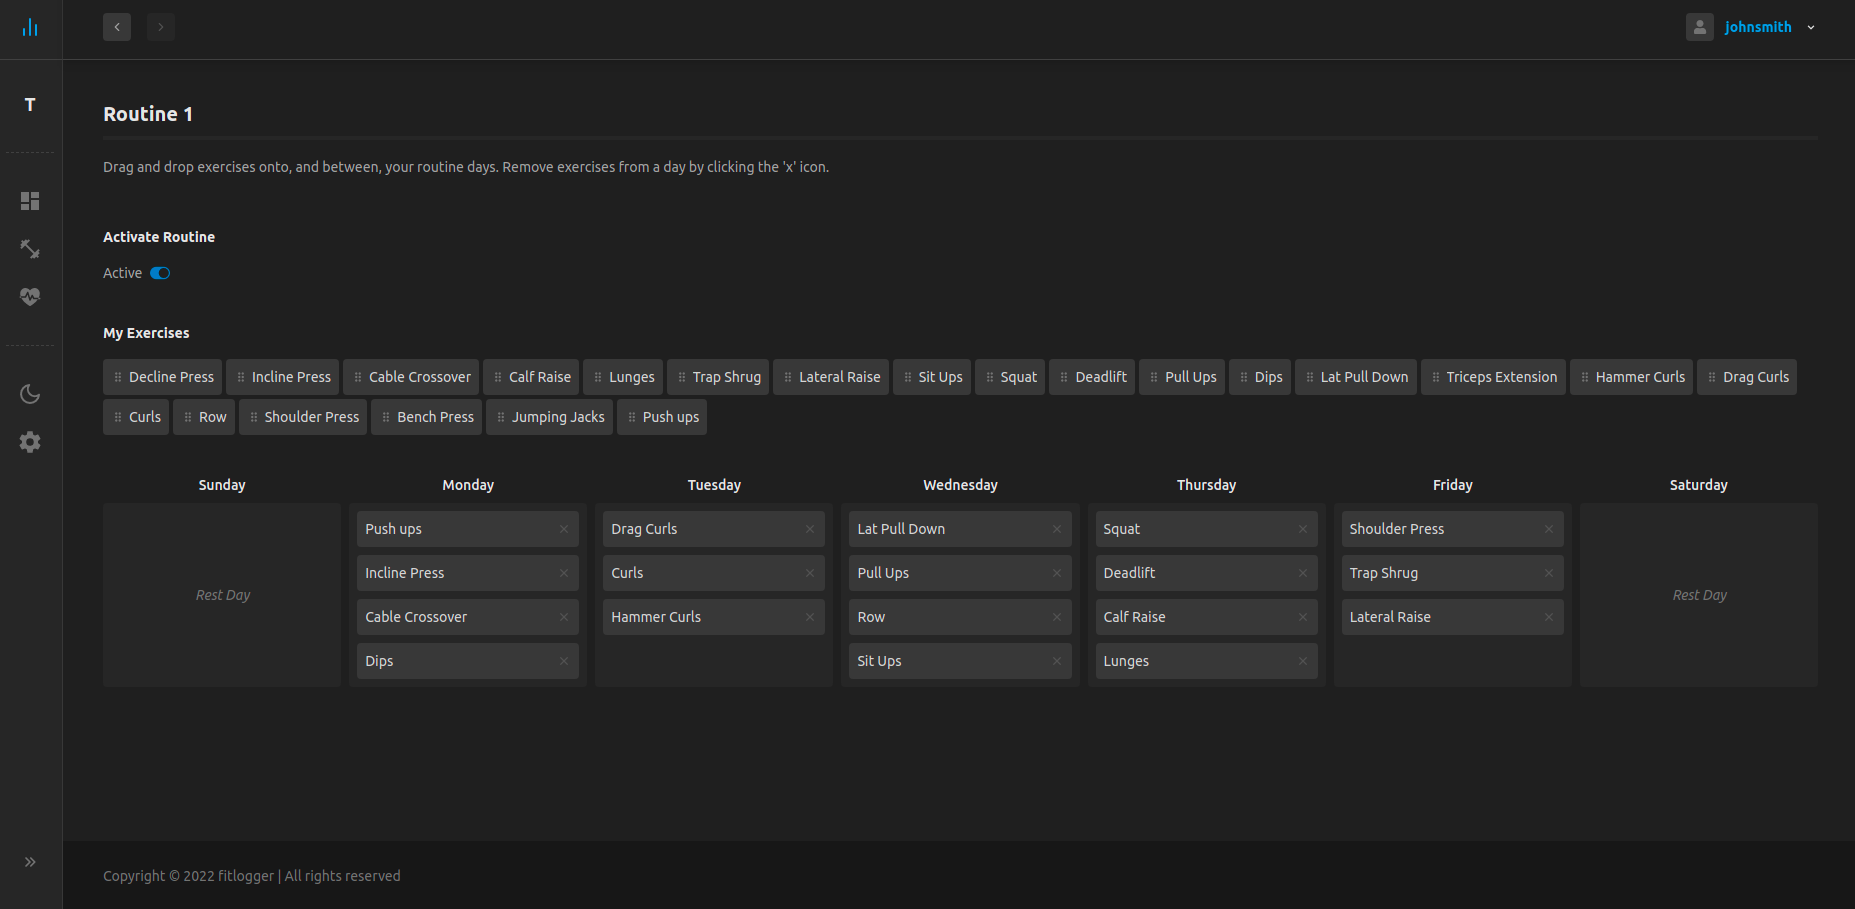 johnsmith
T
Routine 1
Drag and drop exercises onto, and between, your routine days. Remove exercises from a day by clicking the 'x' icon.
Activate Routine
Active
My Exercises
Decline Press Incline Press Cable Crossover Calf Raise Lunges Trap Shrug Lateral Raise Sit Ups Squat Deadlift Pull Ups Dips Lat Pull Down Triceps Extension Hammer Curls Drag Curls
Curls Row Shoulder Press Bench Press Jumping Jacks Push ups
Sunday Monday Tuesday Wednesday Thursday Friday Saturday
Push ups Drag Curls Lat Pull Down Squat Shoulder Press
Incline Press Curls Pull Ups Deadlift Trap Shrug
Rest Day Rest Day
Cable Crossover Hammer Curls Row Calf Raise Lateral Raise
Dips Sit Ups Lunges
Copyright © 2022 fitlogger | All rights reserved